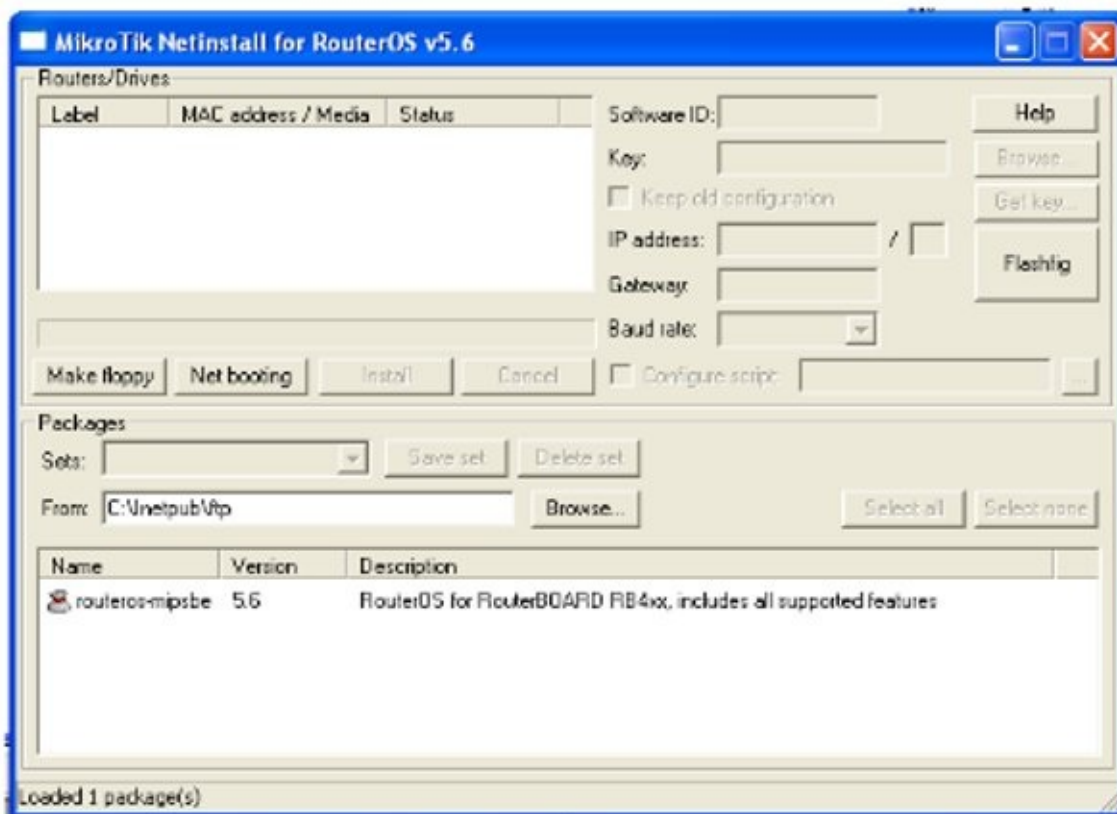 MikroTik Netinstall for RouterOS v5.6
Routers/Drives
Label MAC address / Media Status
Software ID:
Help
Key:
Browse...
Keep old configuration
Get key...
IP address: /
Flashfig
Gateway:
Baud rate:
Make floppy Net booting Install Cancel
Configure script: ...
Packages
Sets: Save set Delete set
From: C:\Inetpub\ftp Browse... Select all Select none
Name Version Description
routeros-mipsbe 5.6 RouterOS for RouterBOARD RB4xx, includes all supported features
Loaded 1 package(s)